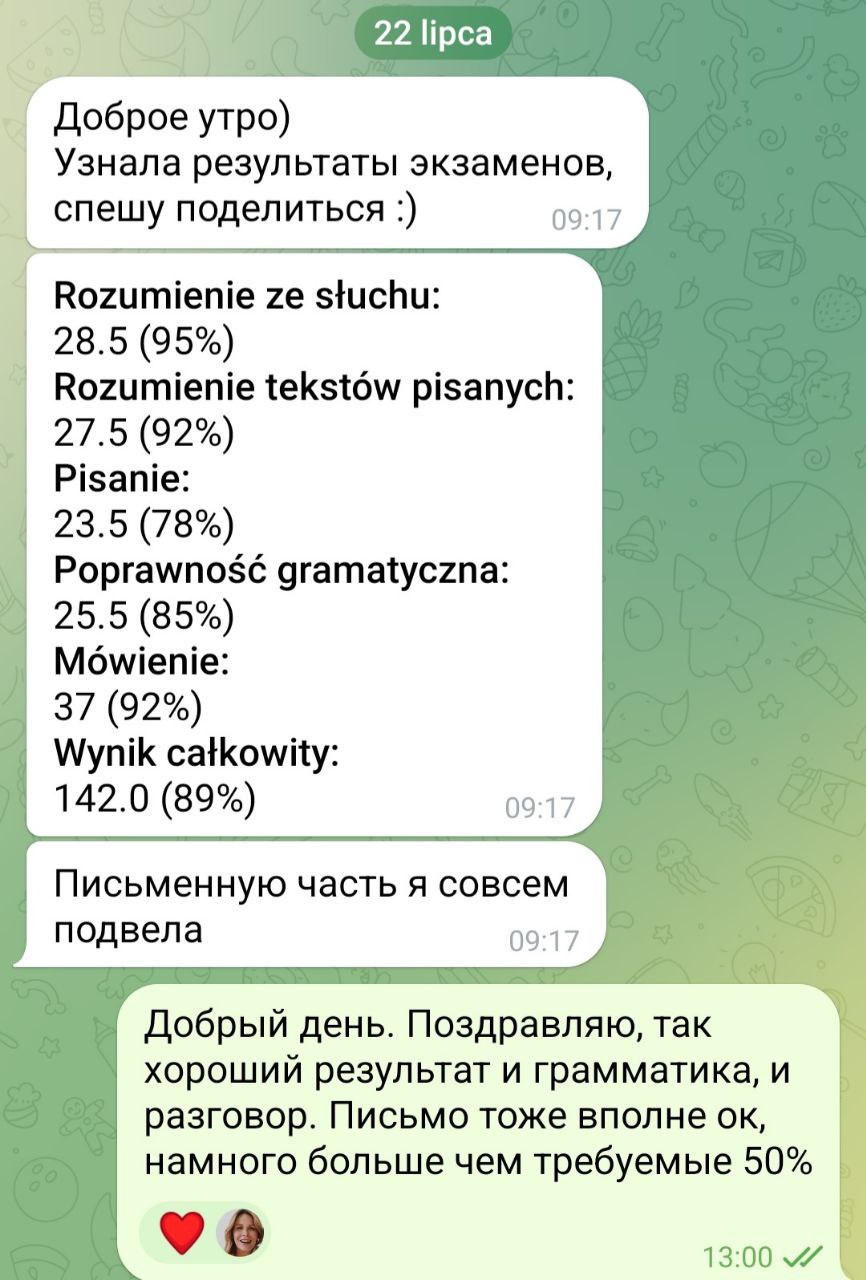 22 lipca
Доброе утро)
Узнала результаты экзаменов,
спешу поделиться :)
09:17
Rozumienie ze słuchu:
28.5 (95%)
Rozumienie tekstów pisanych:
27.5 (92%)
Pisanie:
23.5 (78%)
Poprawność gramatyczna:
25.5 (85%)
Mówienie:
37 (92%)
Wynik całkowity:
142.0 (89%)
09:17
Письменную часть я совсем
подвела
09:17
Добрый день. Поздравляю, так
хороший результат и грамматика, и
разговор. Письмо тоже вполне ок,
намного больше чем требуемые 50%
13:00